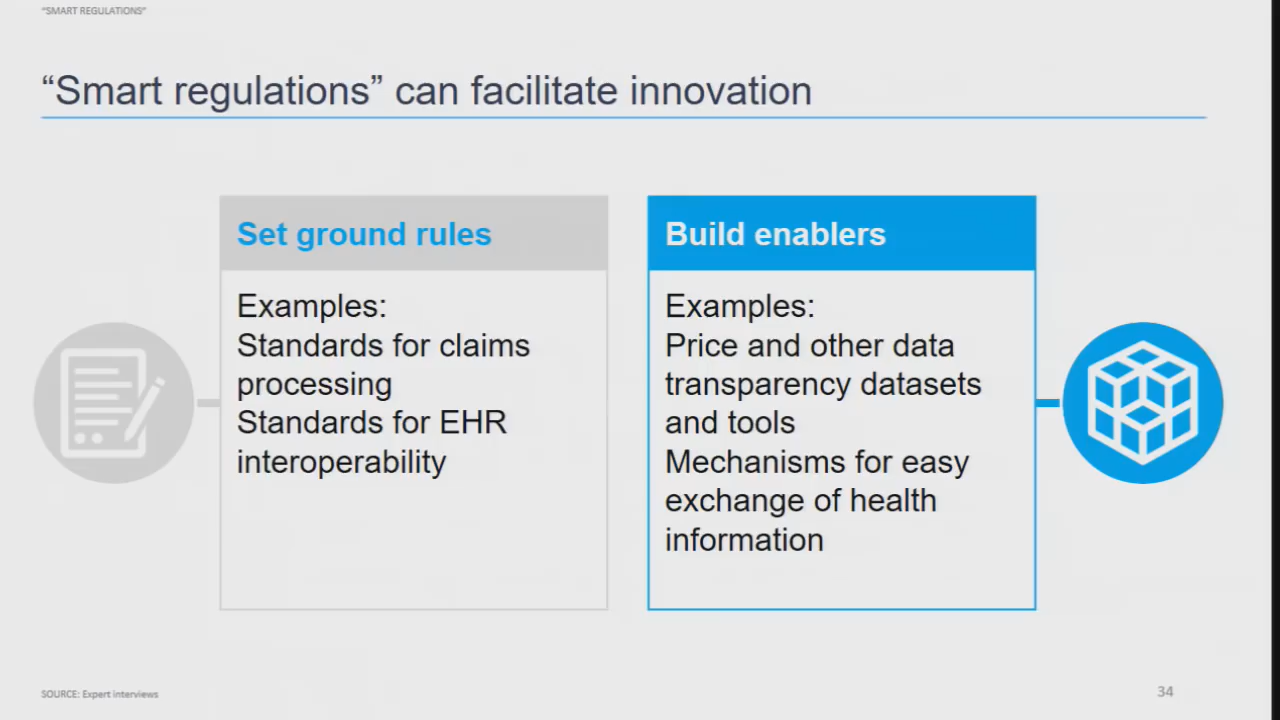 "SMART REGULATIONS"
“Smart regulations” can facilitate innovation
Set ground rules
Examples:
Standards for claims
processing
Standards for EHR
interoperability
Build enablers
Examples:
Price and other data
transparency datasets
and tools
Mechanisms for easy
exchange of health
information
SOURCE: Expert interviews
34